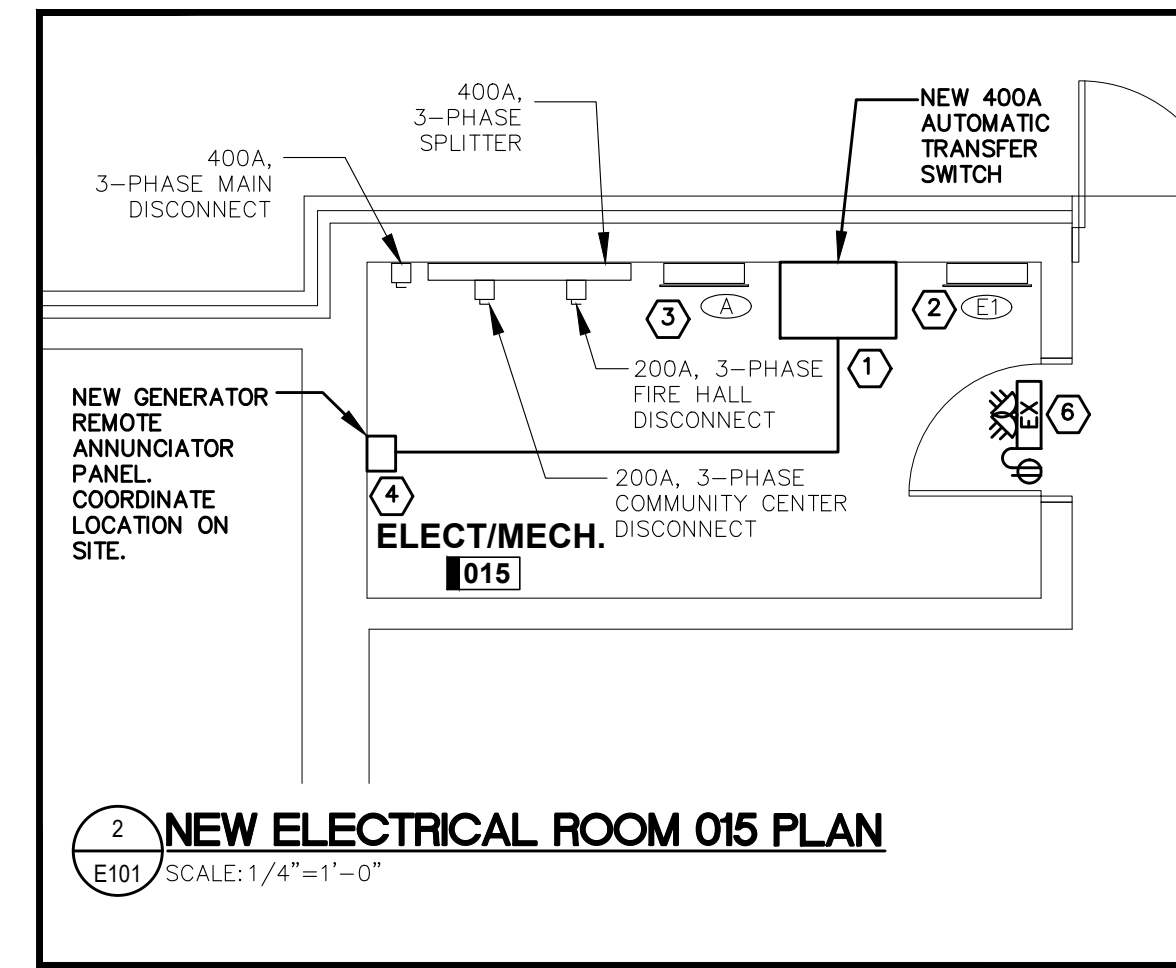 400A,
3-PHASE
SPLITTER
NEW 400A
AUTOMATIC
TRANSFER
SWITCH
400A,
3-PHASE MAIN
DISCONNECT
3
A
2
E1
1
200A, 3-PHASE
FIRE HALL
DISCONNECT
EX
6
NEW GENERATOR
REMOTE
ANNUNCIATOR
PANEL.
COORDINATE
LOCATION ON
SITE.
4
200A, 3-PHASE
COMMUNITY CENTER
DISCONNECT
ELECT/MECH.
015
2
E101
NEW ELECTRICAL ROOM 015 PLAN
SCALE: 1/4"=1'-0"